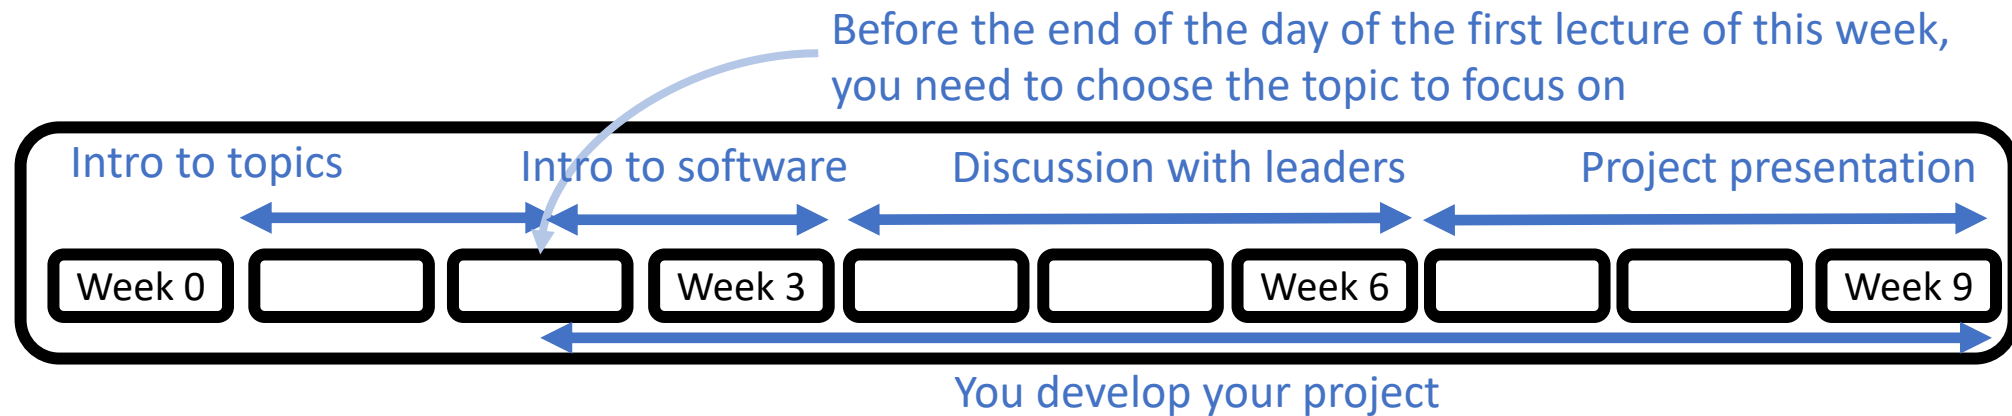 Before the end of the day of the first lecture of this week,
you need to choose the topic to focus on
Intro to topics
Intro to software
Discussion with leaders
Project presentation
Week 0
Week 3
Week 6
Week 9
You develop your project